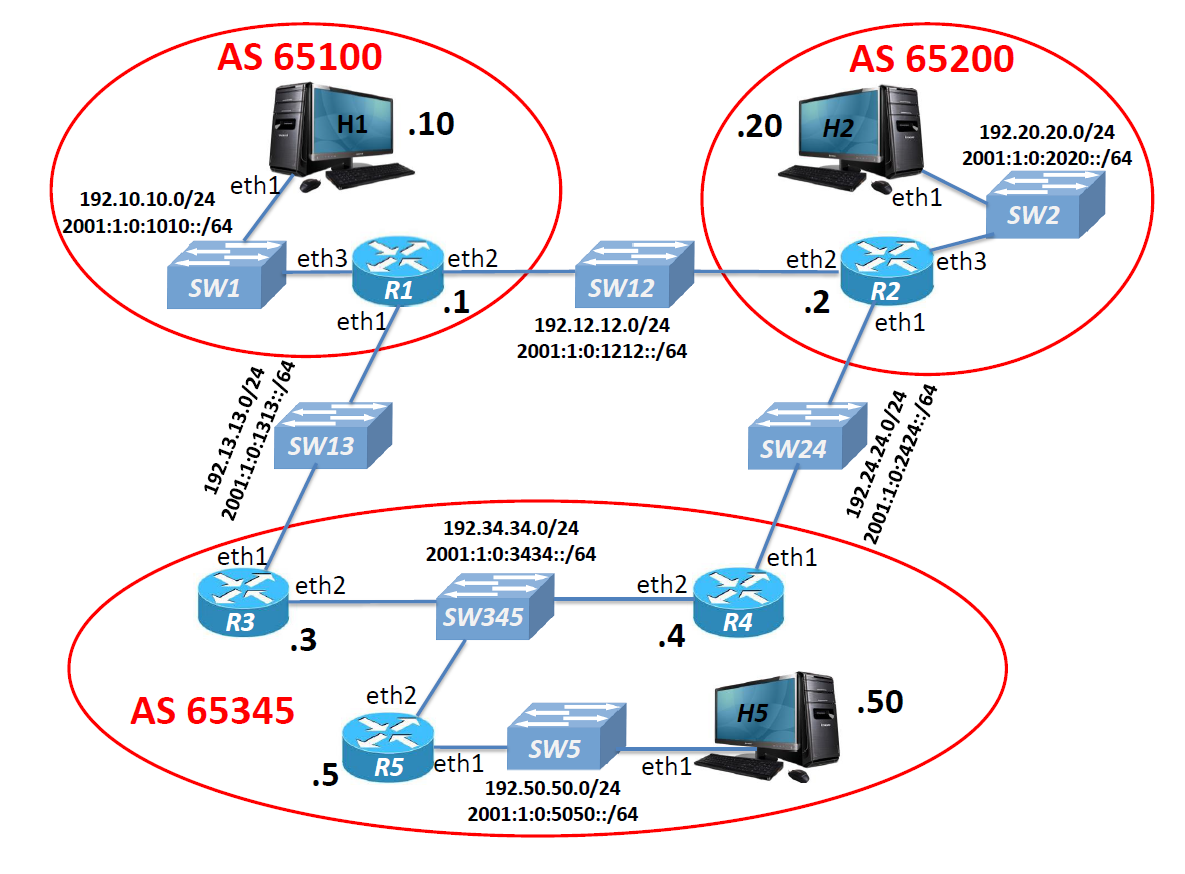 AS 65100
AS 65200
H1
.10
.20
H2
192.20.20.0/24
2001:1:0:2020::/64
eth1
eth1
192.10.10.0/24
2001:1:0:1010::/64
SW2
SW1
eth3
R1
eth2
SW12
eth2
R2
eth3
.1
.2
eth1
eth1
192.12.12.0/24
2001:1:0:1212::/64
192.13.13.0/24
2001:1:0:1313::/64
SW13
SW24
192.24.24.0/24
2001:1:0:2424::/64
192.34.34.0/24
2001:1:0:3434::/64
eth1
eth2
eth2
eth1
R3
SW345
R4
.3
.4
eth2
AS 65345
H5
.50
R5
.5
eth1
SW5
eth1
192.50.50.0/24
2001:1:0:5050::/64